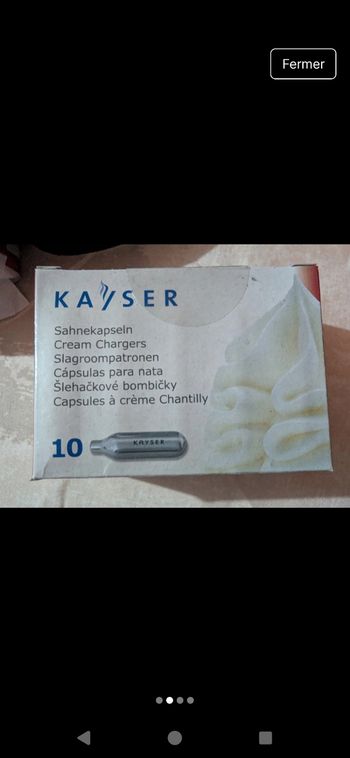 Fermer
KAYSER
Sahnekapseln
Cream Chargers
Slagroompatronen
Cápsulas para nata
Šlehačkové bombičky
Capsules à crème Chantilly
10
KAYSER